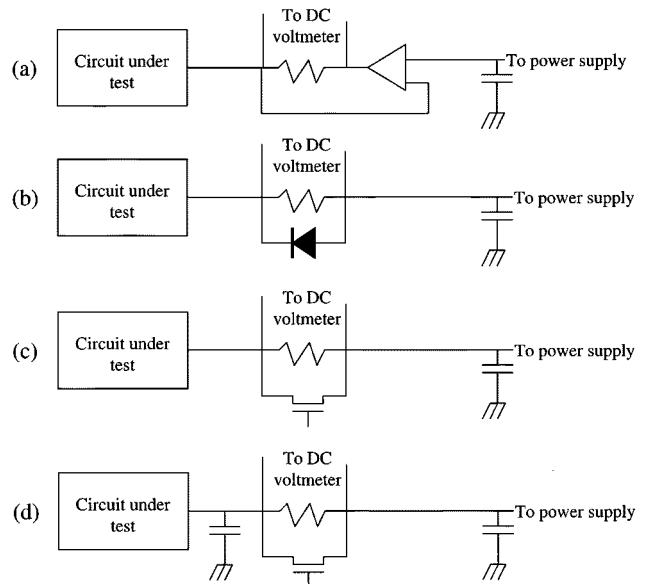 To DC
voltmeter
(a)
Circuit under
test
To power supply
To DC
voltmeter
(b)
Circuit under
test
To power supply
To DC
voltmeter
(c)
Circuit under
test
To power supply
To DC
voltmeter
(d)
Circuit under
test
To power supply